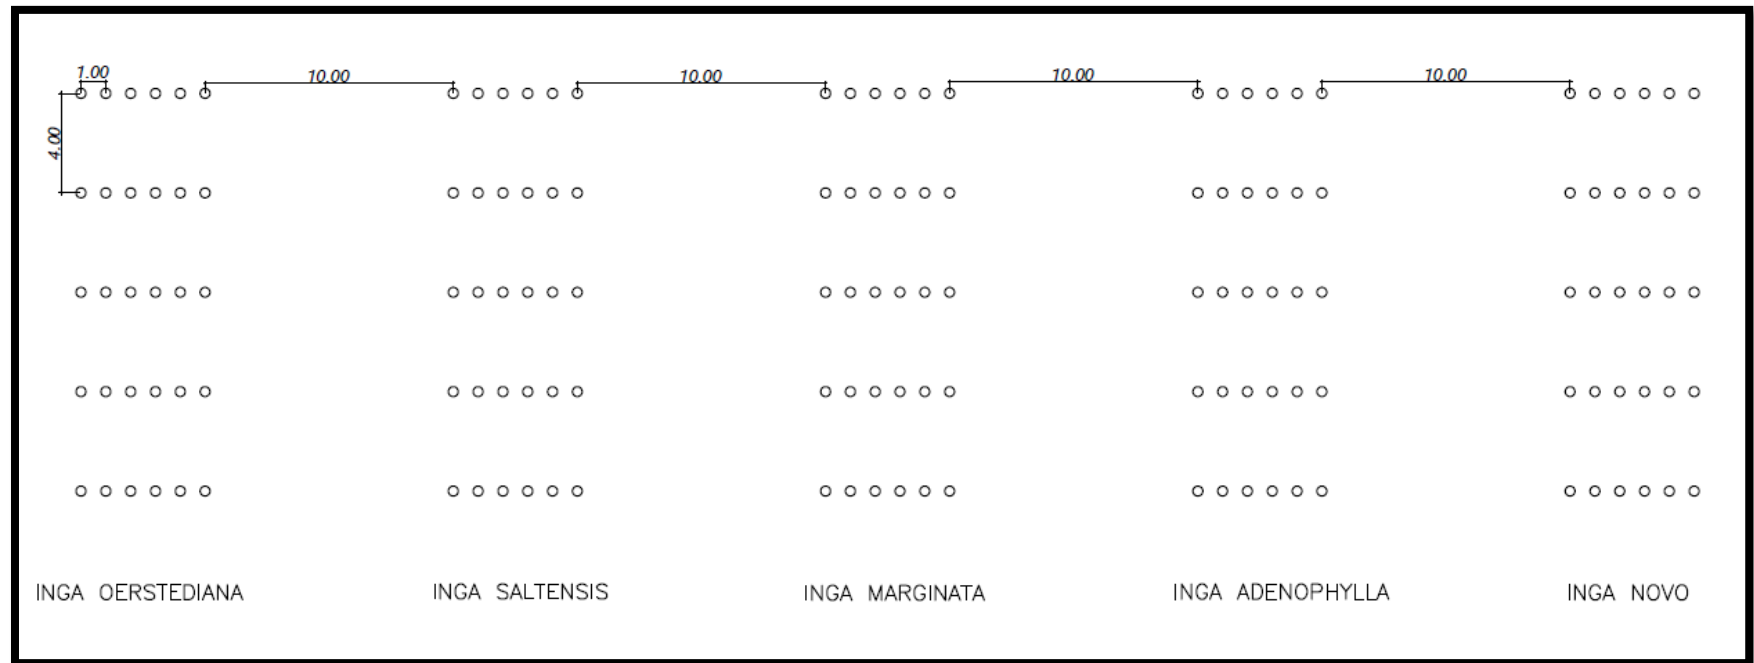 1.00
10.00
10.00
10.00
10.00
4.00
INGA OERSTEDIANA
INGA SALTENSIS
INGA MARGINATA
INGA ADENOPHYLLA
INGA NOVO